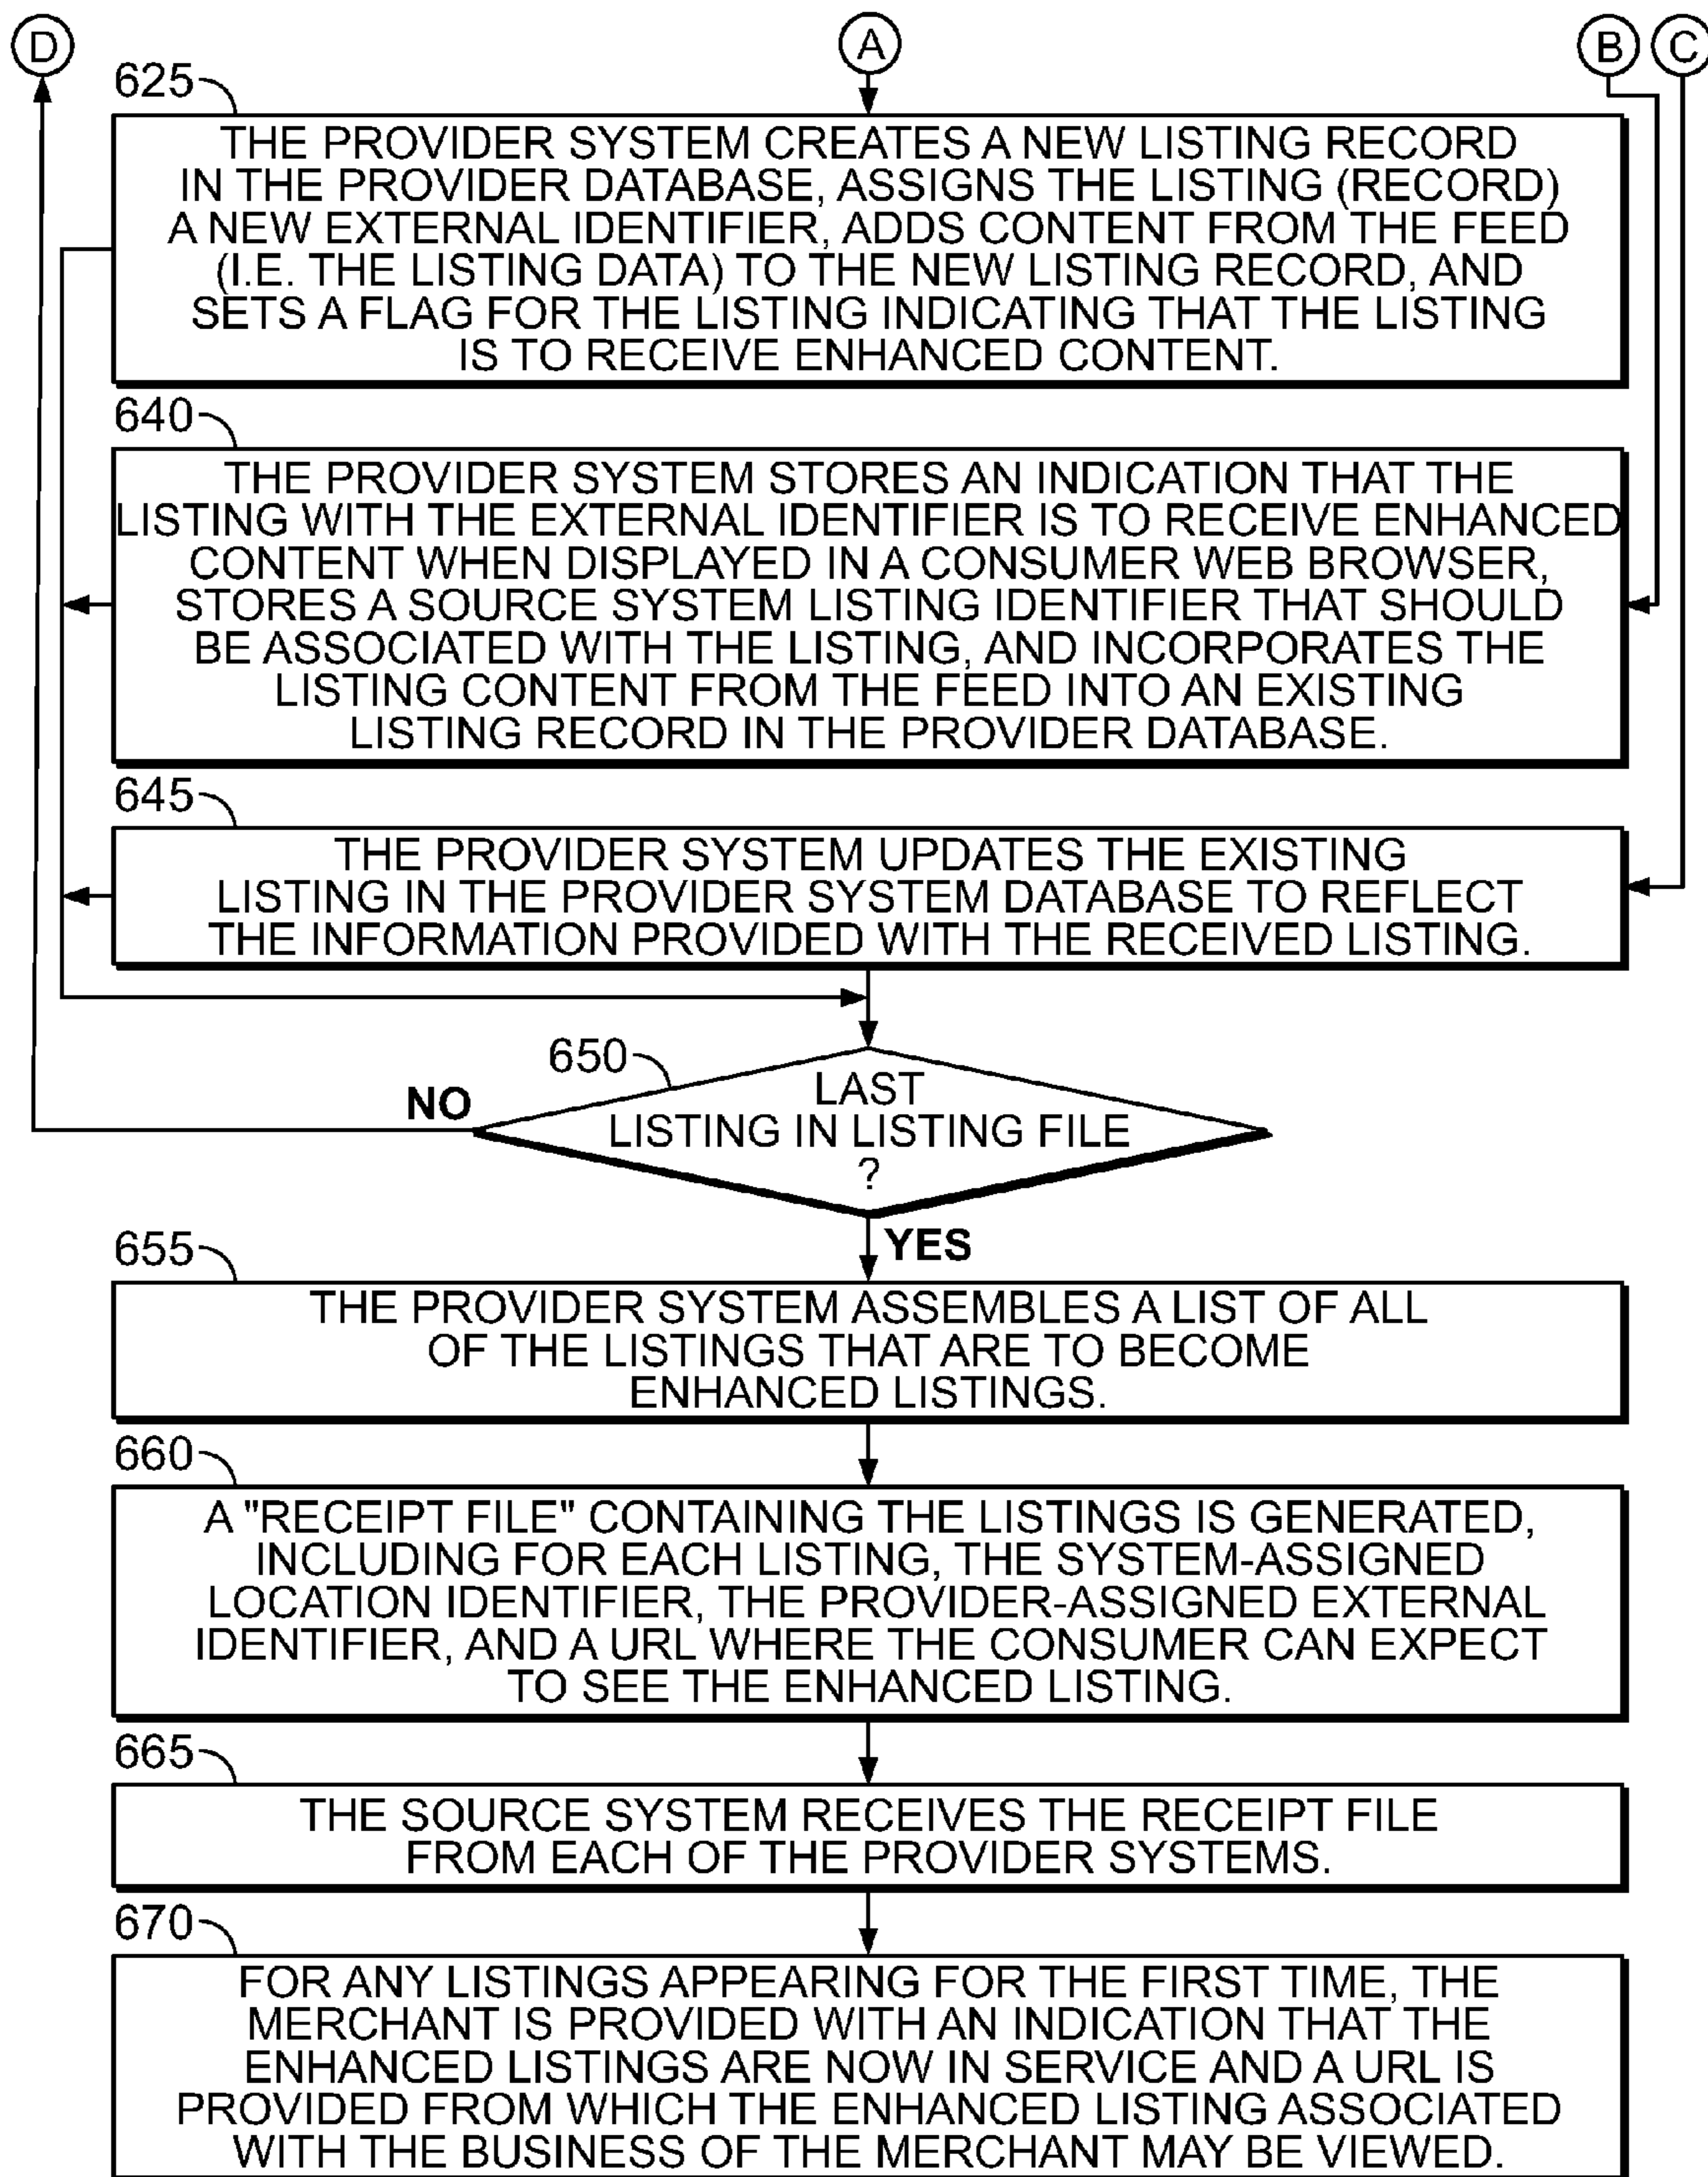 D
A
B
C
625
THE PROVIDER SYSTEM CREATES A NEW LISTING RECORD
IN THE PROVIDER DATABASE, ASSIGNS THE LISTING (RECORD)
A NEW EXTERNAL IDENTIFIER, ADDS CONTENT FROM THE FEED
(I.E. THE LISTING DATA) TO THE NEW LISTING RECORD, AND
SETS A FLAG FOR THE LISTING INDICATING THAT THE LISTING
IS TO RECEIVE ENHANCED CONTENT.
640
THE PROVIDER SYSTEM STORES AN INDICATION THAT THE
LISTING WITH THE EXTERNAL IDENTIFIER IS TO RECEIVE ENHANCED
CONTENT WHEN DISPLAYED IN A CONSUMER WEB BROWSER,
STORES A SOURCE SYSTEM LISTING IDENTIFIER THAT SHOULD
BE ASSOCIATED WITH THE LISTING, AND INCORPORATES THE
LISTING CONTENT FROM THE FEED INTO AN EXISTING
LISTING RECORD IN THE PROVIDER DATABASE.
645
THE PROVIDER SYSTEM UPDATES THE EXISTING
LISTING IN THE PROVIDER SYSTEM DATABASE TO REFLECT
THE INFORMATION PROVIDED WITH THE RECEIVED LISTING.
650
NO
LAST
LISTING IN LISTING FILE
?
YES
655
THE PROVIDER SYSTEM ASSEMBLES A LIST OF ALL
OF THE LISTINGS THAT ARE TO BECOME
ENHANCED LISTINGS.
660
A "RECEIPT FILE" CONTAINING THE LISTINGS IS GENERATED,
INCLUDING FOR EACH LISTING, THE SYSTEM-ASSIGNED
LOCATION IDENTIFIER, THE PROVIDER-ASSIGNED EXTERNAL
IDENTIFIER, AND A URL WHERE THE CONSUMER CAN EXPECT
TO SEE THE ENHANCED LISTING.
665
THE SOURCE SYSTEM RECEIVES THE RECEIPT FILE
FROM EACH OF THE PROVIDER SYSTEMS.
670
FOR ANY LISTINGS APPEARING FOR THE FIRST TIME, THE
MERCHANT IS PROVIDED WITH AN INDICATION THAT THE
ENHANCED LISTINGS ARE NOW IN SERVICE AND A URL IS
PROVIDED FROM WHICH THE ENHANCED LISTING ASSOCIATED
WITH THE BUSINESS OF THE MERCHANT MAY BE VIEWED.